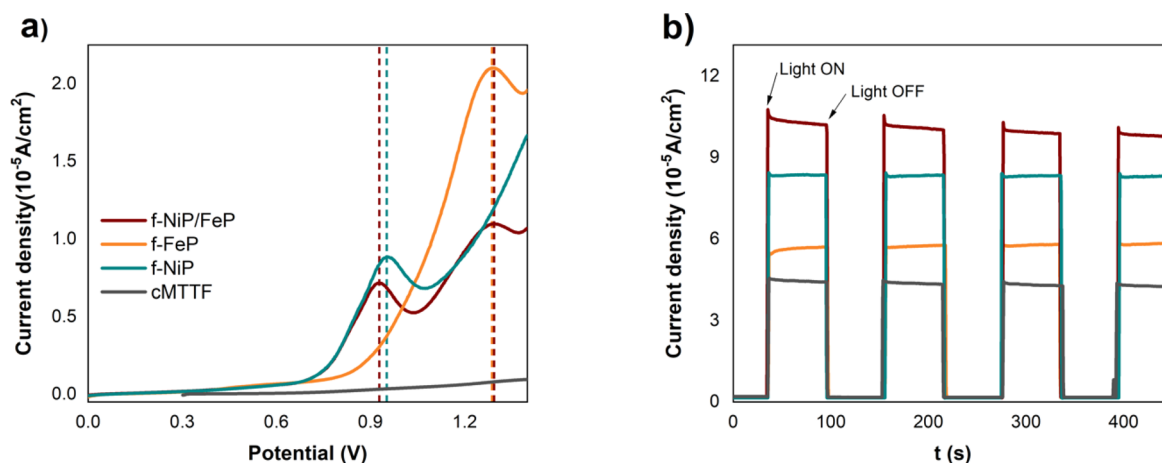 a)
Current density(10⁻⁵A/cm²)
2.0
1.5
1.0
0.5
0.0
f-NiP/FeP
f-FeP
f-NiP
cMTTF
0.0 0.3 0.6 0.9 1.2
Potential (V)
b)
Current density (10⁻⁵A/cm²)
12
9
6
3
0
Light ON
Light OFF
0 100 200 300 400
t (s)